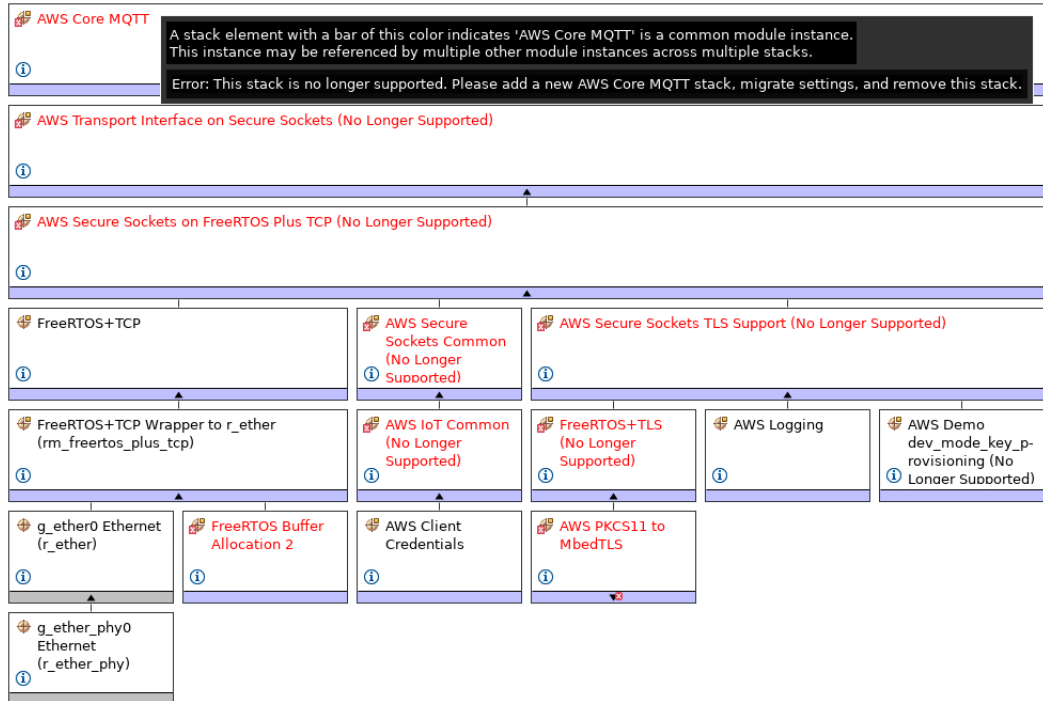 AWS Core MQTT
A stack element with a bar of this color indicates 'AWS Core MQTT' is a common module instance.
This instance may be referenced by multiple other module instances across multiple stacks.
Error: This stack is no longer supported. Please add a new AWS Core MQTT stack, migrate settings, and remove this stack.
AWS Transport Interface on Secure Sockets (No Longer Supported)
AWS Secure Sockets on FreeRTOS Plus TCP (No Longer Supported)
FreeRTOS+TCP
AWS Secure
Sockets Common
(No Longer
Supported)
AWS Secure Sockets TLS Support (No Longer Supported)
FreeRTOS+TCP Wrapper to r_ether
(rm_freertos_plus_tcp)
AWS IoT Common
(No Longer
Supported)
FreeRTOS+TLS
(No Longer
Supported)
AWS Logging
AWS Demo
dev_mode_key_p-
rovisioning (No
Longer Supported)
g_ether0 Ethernet
(r_ether)
FreeRTOS Buffer
Allocation 2
AWS Client
Credentials
AWS PKCS11 to
MbedTLS
g_ether_phy0
Ethernet
(r_ether_phy)